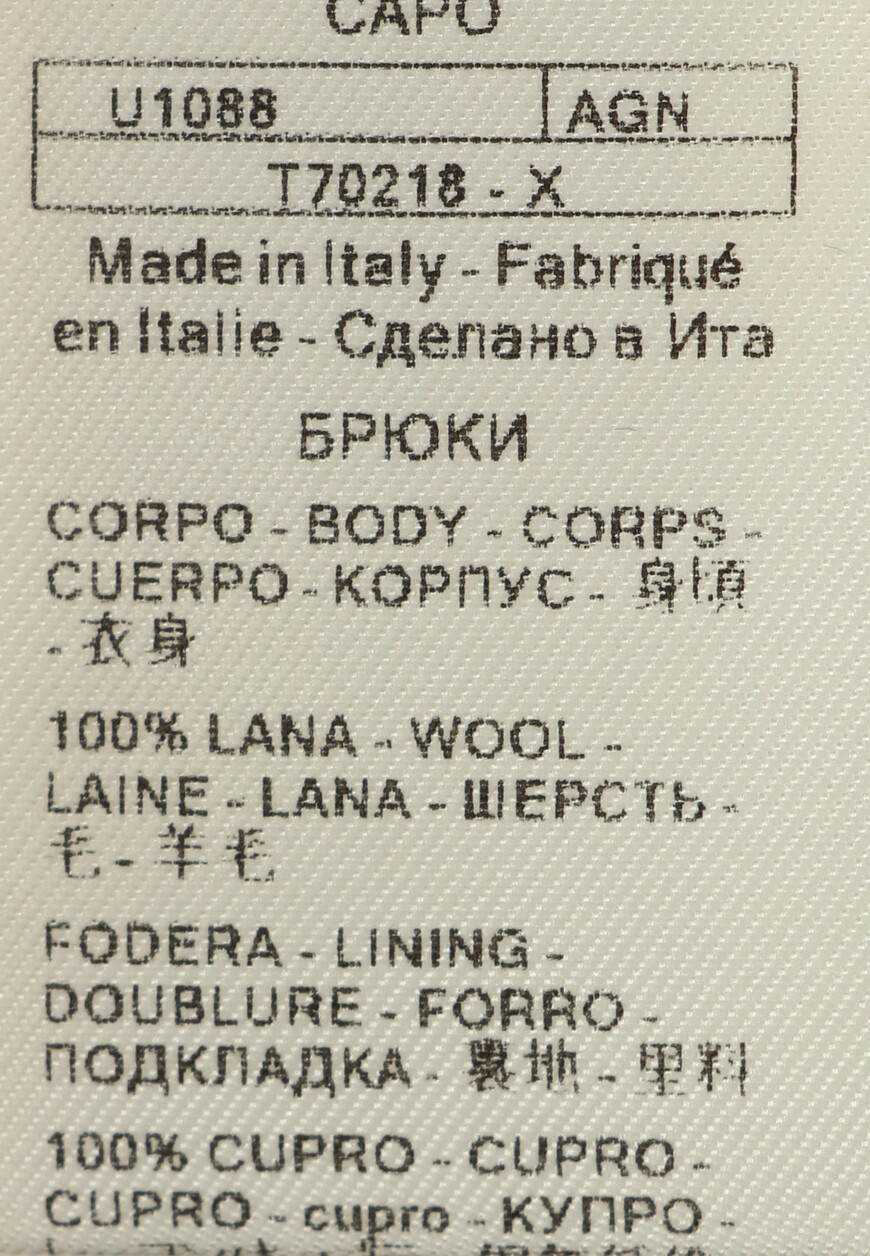 CAPO
U1088 AGN
T70218 - X
Made in Italy - Fabriqué
en Italie - Сделано в Ита
БРЮКИ
CORPO - BODY - CORPS -
CUERPO - КОРПУС - 身頃
- 衣身
100% LANA - WOOL -
LAINE - LANA - ШЕРСТЬ -
毛 - 羊毛
FODERA - LINING -
DOUBLURE - FORRO -
ПОДКЛАДКА - 裏地 - 里料
100% CUPRO - CUPRO -
CUPRO - cupro - КУПРО -